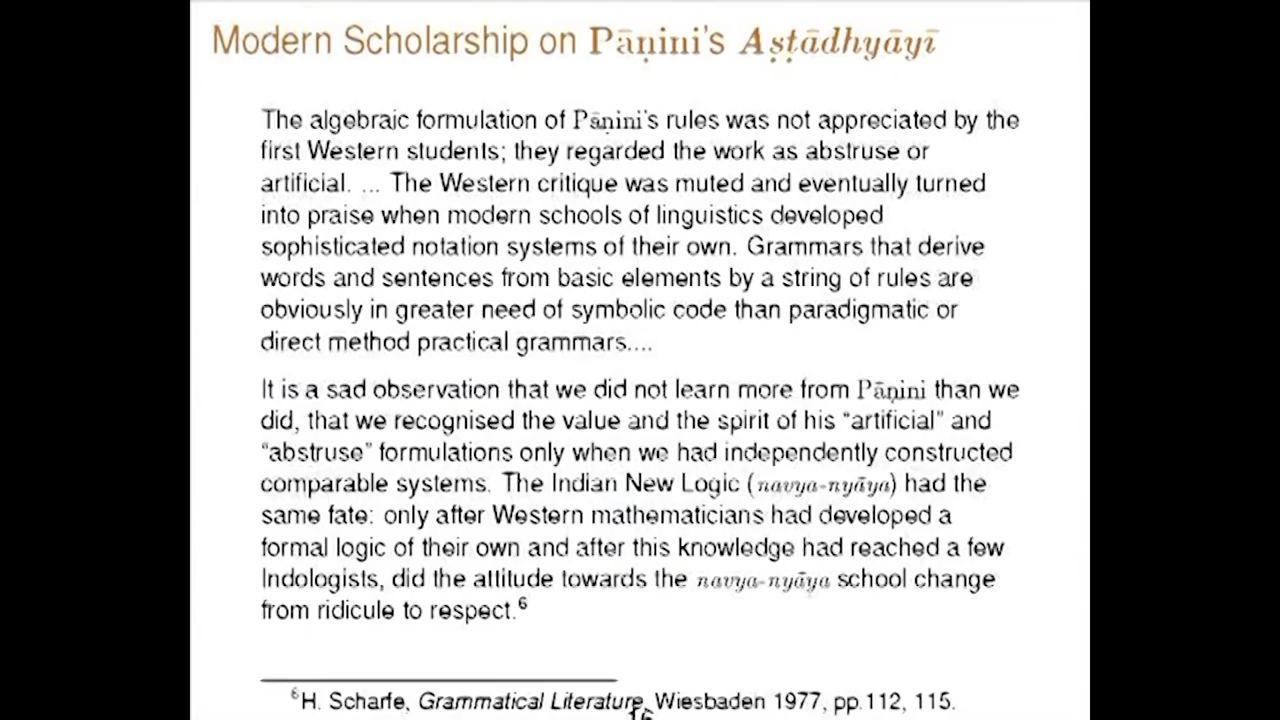 Modern Scholarship on Pāṇini's Aṣṭādhyāyī
The algebraic formulation of Pāṇini's rules was not appreciated by the
first Western students; they regarded the work as abstruse or
artificial. ... The Western critique was muted and eventually turned
into praise when modern schools of linguistics developed
sophisticated notation systems of their own. Grammars that derive
words and sentences from basic elements by a string of rules are
obviously in greater need of symbolic code than paradigmatic or
direct method practical grammars....
It is a sad observation that we did not learn more from Pāṇini than we
did, that we recognised the value and the spirit of his “artificial” and
“abstruse” formulations only when we had independently constructed
comparable systems. The Indian New Logic (navya-nyāya) had the
same fate: only after Western mathematicians had developed a
formal logic of their own and after this knowledge had reached a few
Indologists, did the attitude towards the navya-nyāya school change
from ridicule to respect.⁶
⁶H. Scharfe, Grammatical Literature, Wiesbaden 1977, pp.112, 115.
16